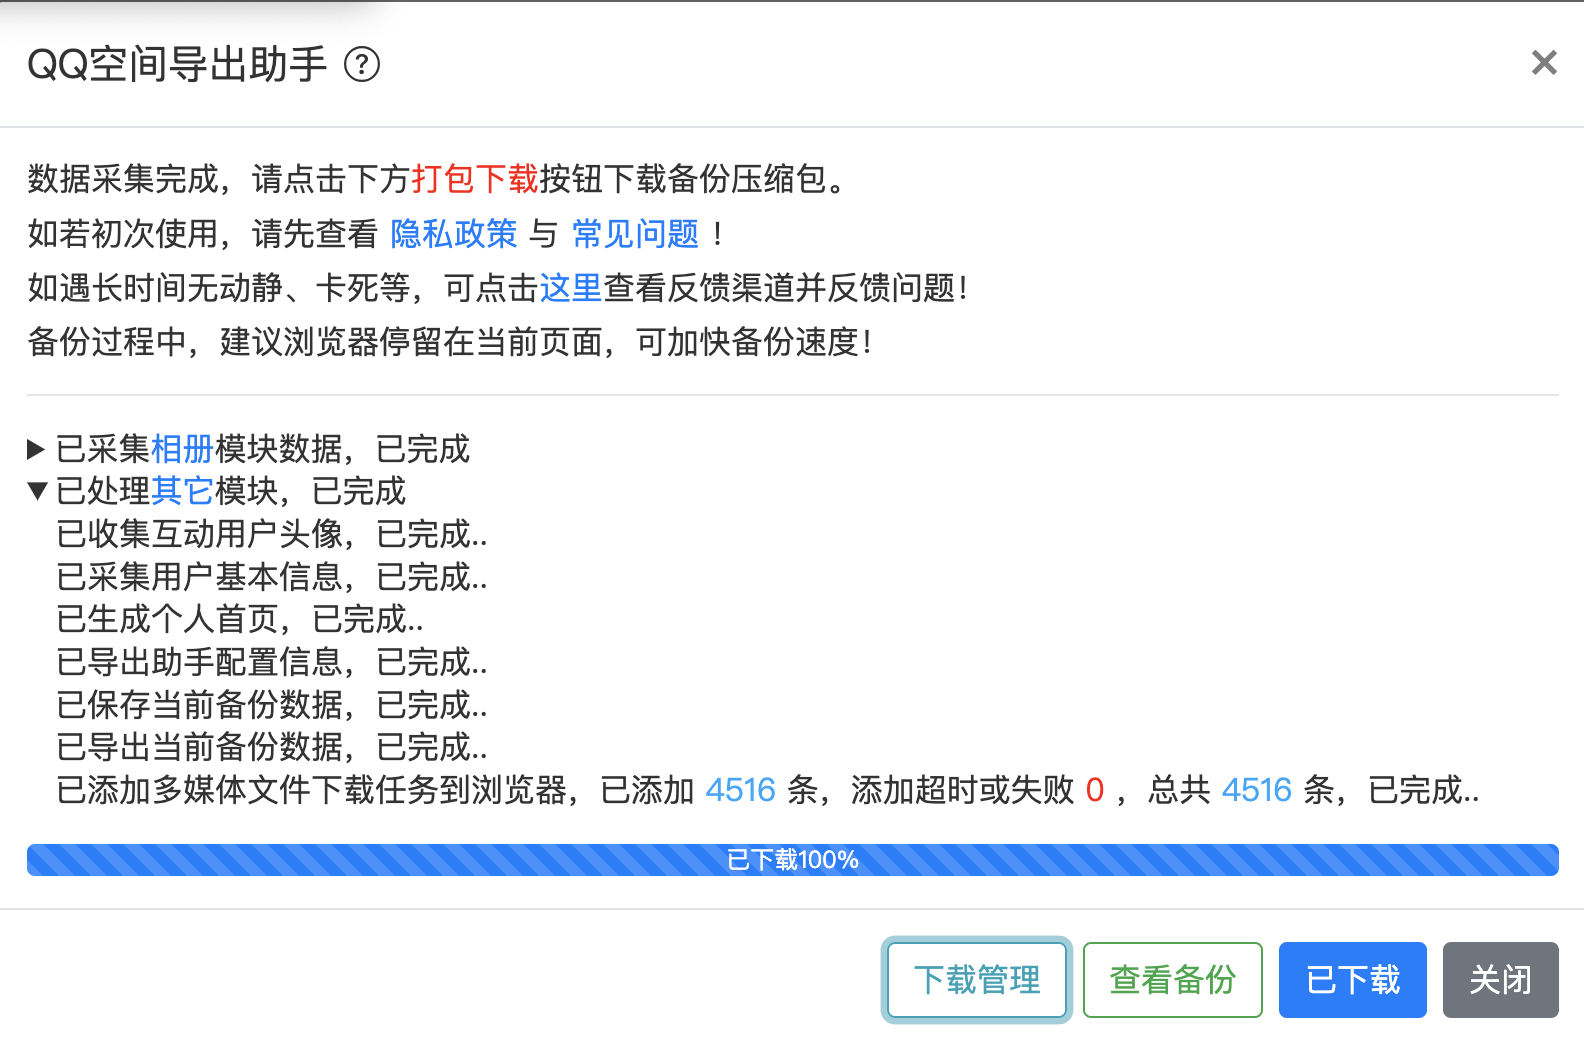 QQ空间导出助手 ?
数据采集完成，请点击下方打包下载按钮下载备份压缩包。
如若初次使用，请先查看 隐私政策 与 常见问题 ！
如遇长时间无动静、卡死等，可点击这里查看反馈渠道并反馈问题！
备份过程中，建议浏览器停留在当前页面，可加快备份速度！
▶ 已采集相册模块数据，已完成
▼ 已处理其它模块，已完成
已收集互动用户头像，已完成..
已采集用户基本信息，已完成..
已生成个人首页，已完成..
已导出助手配置信息，已完成..
已保存当前备份数据，已完成..
已导出当前备份数据，已完成..
已添加多媒体文件下载任务到浏览器，已添加 4516 条，添加超时或失败 0 ，总共 4516 条，已完成..
已下载100%
下载管理 查看备份 已下载 关闭